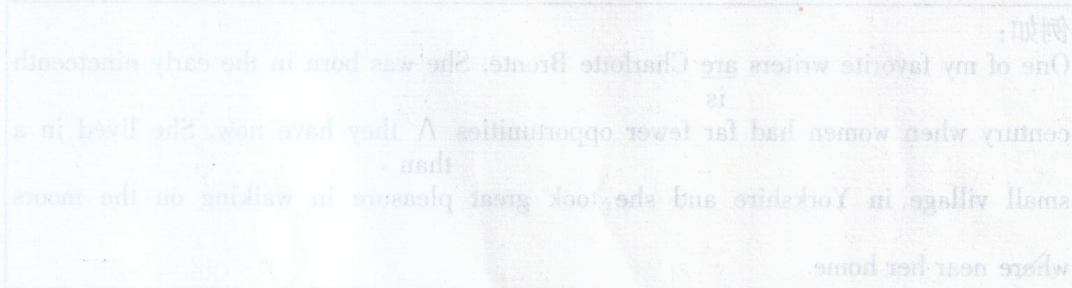 例如：
One of my favorite writers are Charlotte Bronte. She was born in the early nineteenth
is
century when women had far fewer opportunities ∧ they have now. She lived in a
than
small village in Yorkshire and she took great pleasure in walking on the moors
where near her home.